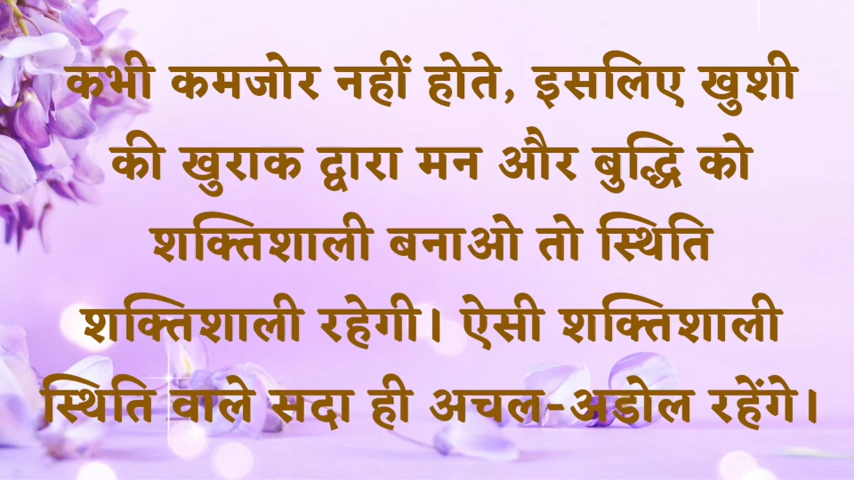 कभी कमजोर नहीं होते, इसलिए खुशी
की खुराक द्वारा मन और बुद्धि को
शक्तिशाली बनाओ तो स्थिति
शक्तिशाली रहेगी। ऐसी शक्तिशाली
स्थिति वाले सदा ही अचल-अडोल रहेंगे।